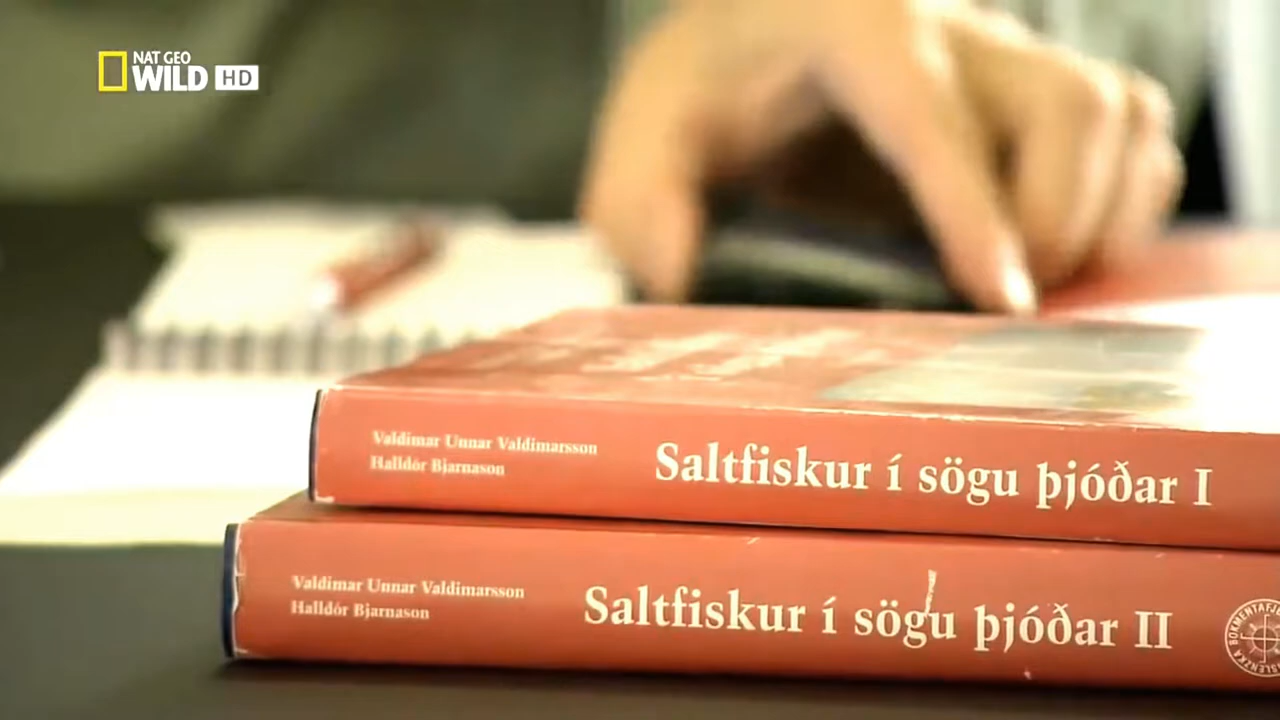 NAT GEO
WILD HD
Valdimar Unnar Valdimarsson
Halldór Bjarnason
Saltfiskur í sögu þjóðar I
Valdimar Unnar Valdimarsson
Halldór Bjarnason
Saltfiskur í sögu þjóðar II